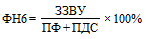 ФН6 = ЗЗВУ / (ПФ + ПДС) × 100%